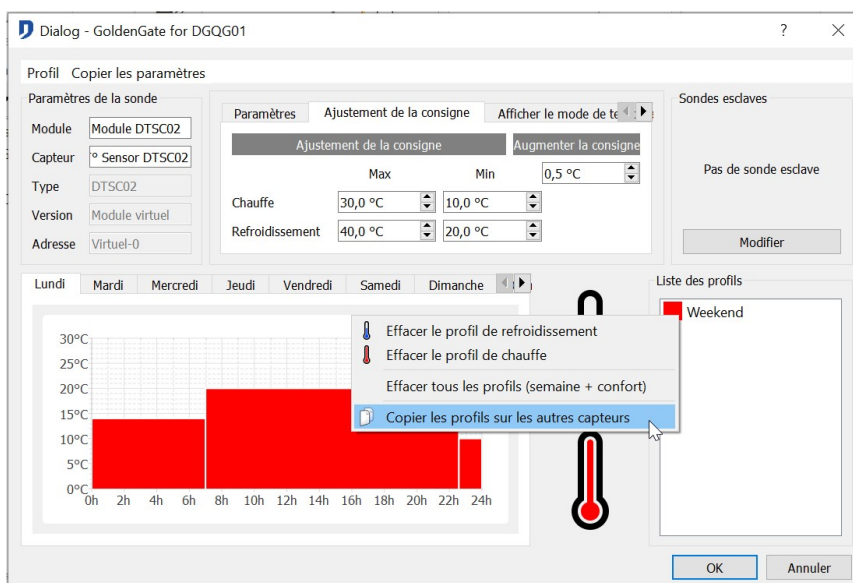 Dialog - GoldenGate for DGQG01
?
Profil Copier les paramètres
Paramètres de la sonde
Module
Module DTSC02
Capteur
° Sensor DTSC02
Type
DTSC02
Version
Module virtuel
Adresse
Virtuel-0
Paramètres
Ajustement de la consigne
Afficher le mode de
Ajustement de la consigne
Augmenter la consigne
Max
Min
0,5 °C
Chauffe
30,0 °C
10,0 °C
Refroidissement
40,0 °C
20,0 °C
Sondes esclaves
Pas de sonde esclave
Modifier
Lundi
Mardi
Mercredi
Jeudi
Vendredi
Samedi
Dimanche
30°C
25°C
20°C
15°C
10°C
5°C
0°C
0h 2h 4h 6h 8h 10h 12h 14h 16h 18h 20h 22h 24h
Effacer le profil de refroidissement
Effacer le profil de chauffe
Effacer tous les profils (semaine + confort)
Copier les profils sur les autres capteurs
Liste des profils
Weekend
OK
Annuler